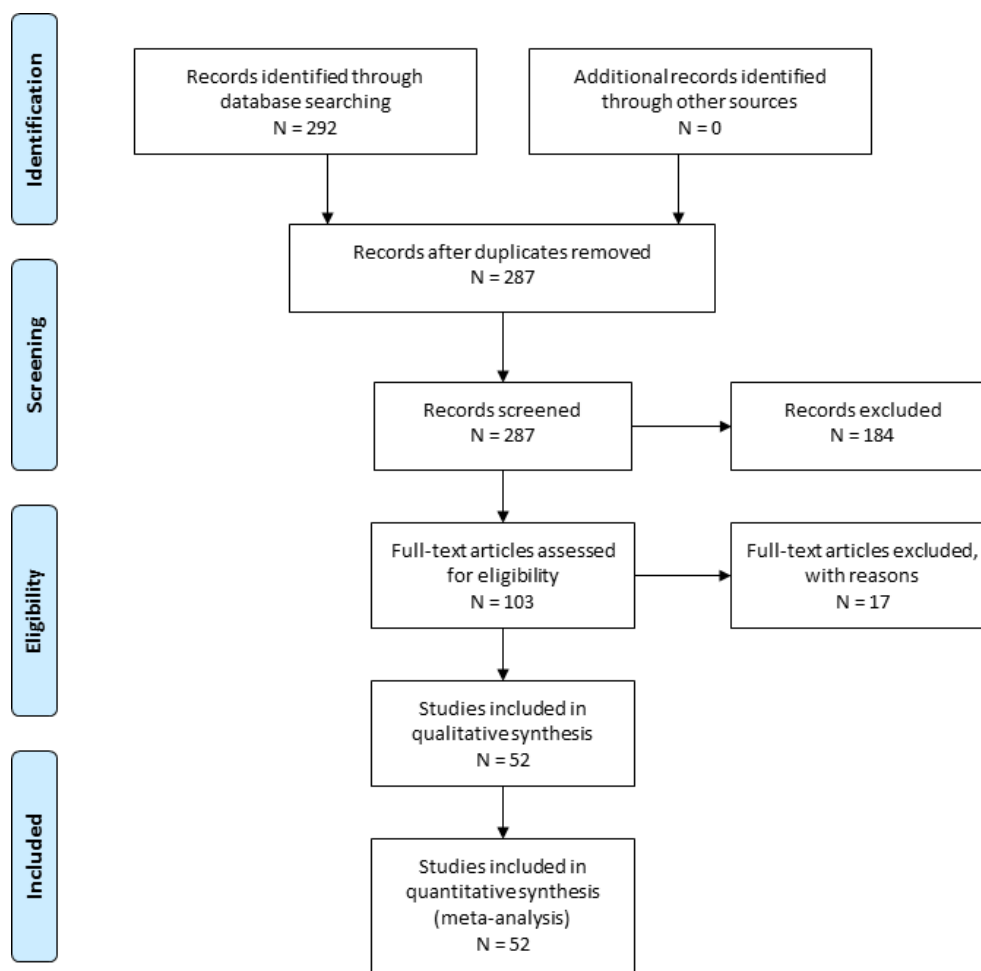 Identification
Records identified through
database searching
N = 292
Additional records identified
through other sources
N = 0
Records after duplicates removed
N = 287
Screening
Records screened
N = 287
Records excluded
N = 184
Eligibility
Full-text articles assessed
for eligibility
N = 103
Full-text articles excluded,
with reasons
N = 17
Studies included in
qualitative synthesis
N = 52
Included
Studies included in
quantitative synthesis
(meta-analysis)
N = 52